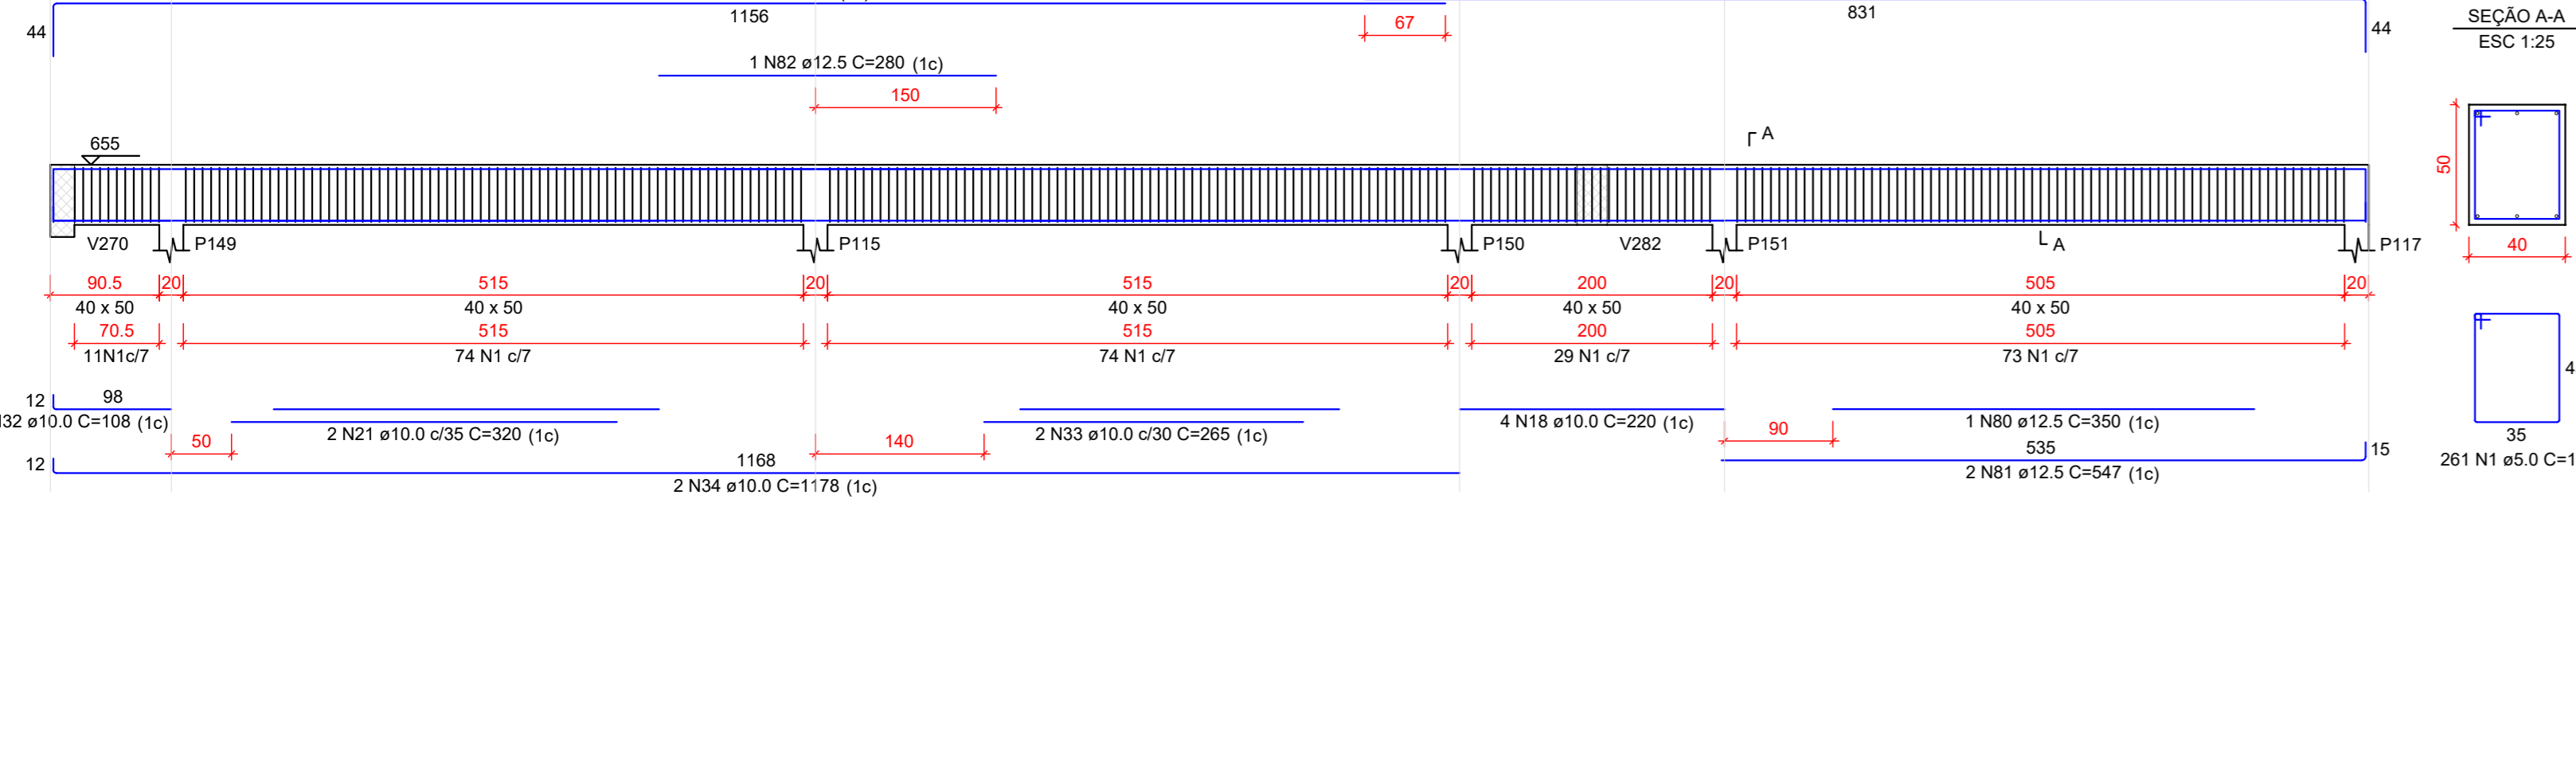 1156
831
44
44
67
SEÇÃO A-A
ESC 1:25
1 N82 ø12.5 C=280 (1c)
150
655
A
50
V270
P149
P115
P150
V282
P151
A
P117
40
90.5
20
515
20
515
20
200
20
505
20
40 x 50
40 x 50
40 x 50
40 x 50
40 x 50
70.5
515
515
200
505
11N1c/7
74 N1 c/7
74 N1 c/7
29 N1 c/7
73 N1 c/7
4
12
98
32 ø10.0 C=108 (1c)
2 N21 ø10.0 c/35 C=320 (1c)
2 N33 ø10.0 c/30 C=265 (1c)
4 N18 ø10.0 C=220 (1c)
1 N80 ø12.5 C=350 (1c)
50
140
90
35
12
1168
535
15
2 N34 ø10.0 C=1178 (1c)
2 N81 ø12.5 C=547 (1c)
261 N1 ø5.0 C=1